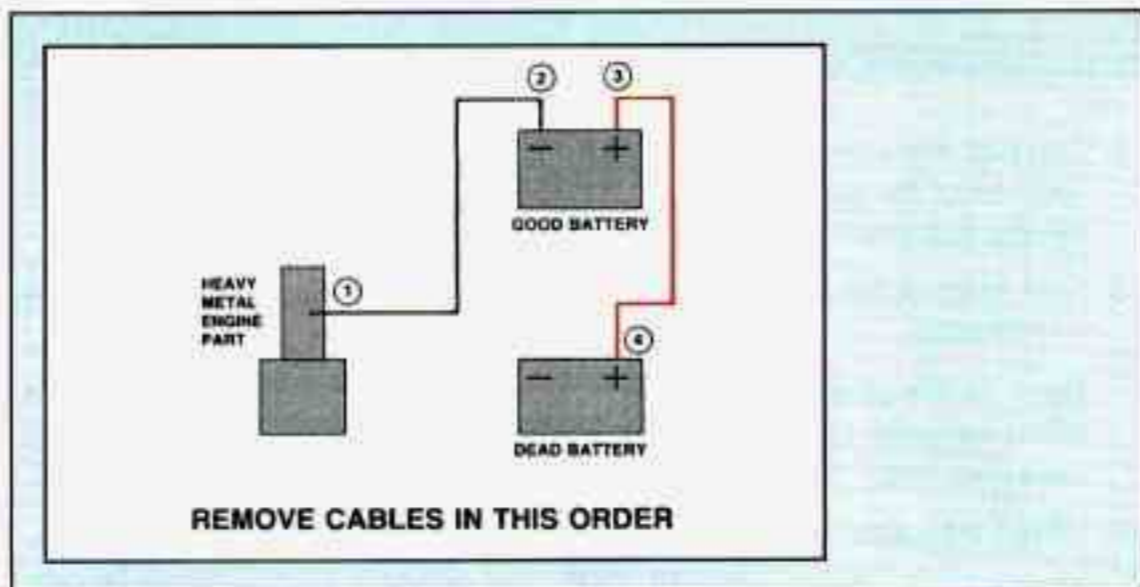 2
3
− +
GOOD BATTERY
HEAVY
METAL
ENGINE
PART
1
4
− +
DEAD BATTERY
REMOVE CABLES IN THIS ORDER